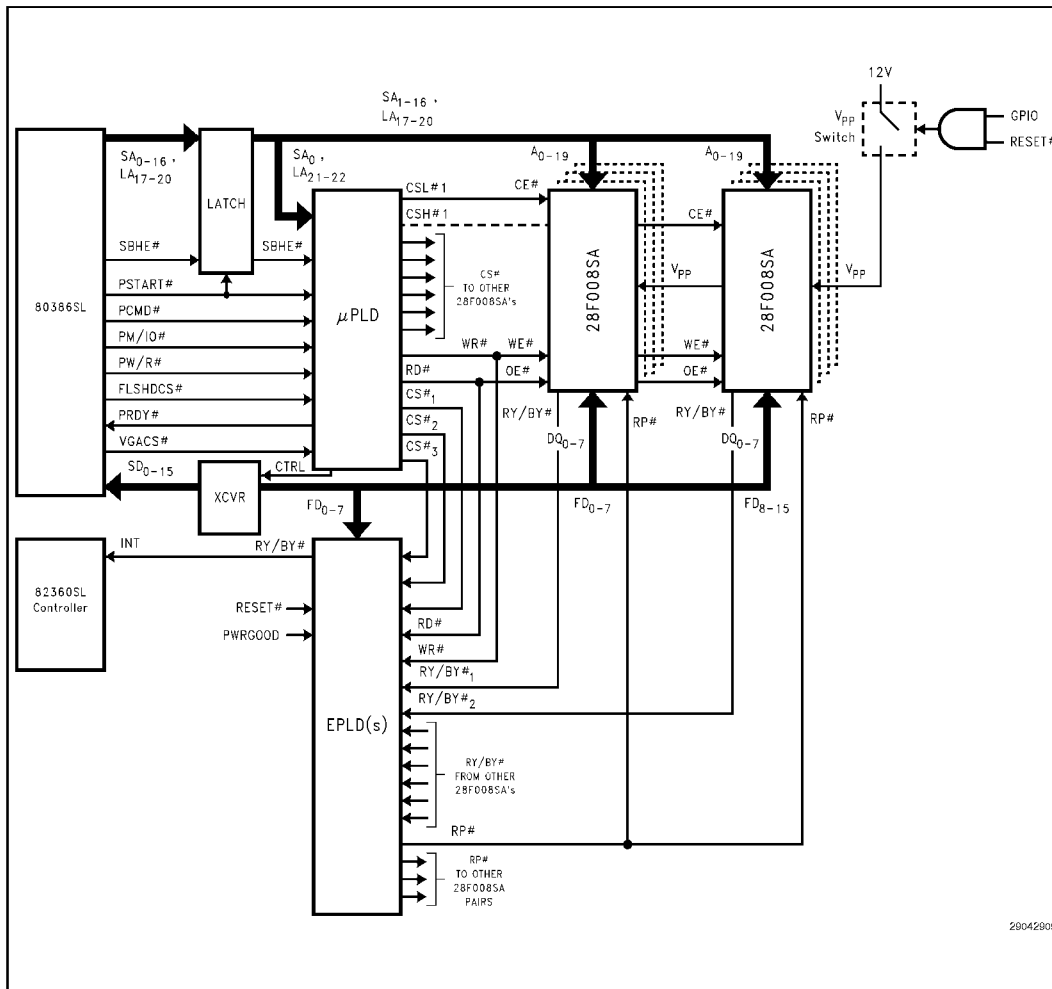 SA1-16 ,
LA17-20
12V
VPP
Switch
GPIO
RESET#
SA0-16 ,
LA17-20
LATCH
SA0 ,
LA21-22
A0-19
A0-19
CSL#1
CE#
CSH#1
CE#
SBHE#
SBHE#
CS#
TO OTHER
28F008SA's
28F008SA
VPP
28F008SA
VPP
80386SL
PSTART#
µPLD
PCMD#
PM/IO#
WR#
WE#
WE#
PW/R#
RD#
OE#
OE#
FLSHDCS#
CS#1
RY/BY#
RP#
RY/BY#
RP#
PRDY#
CS#2
DQ0-7
DQ0-7
VGACS#
CS#3
SD0-15
CTRL
XCVR
FD0-7
FD0-7
FD8-15
82360SL
Controller
INT
RY/BY#
RESET#
PWRGOOD
RD#
WR#
RY/BY#1
RY/BY#2
EPLD(s)
RY/BY#
FROM OTHER
28F008SA's
RP#
RP#
TO OTHER
28F008SA
PAIRS